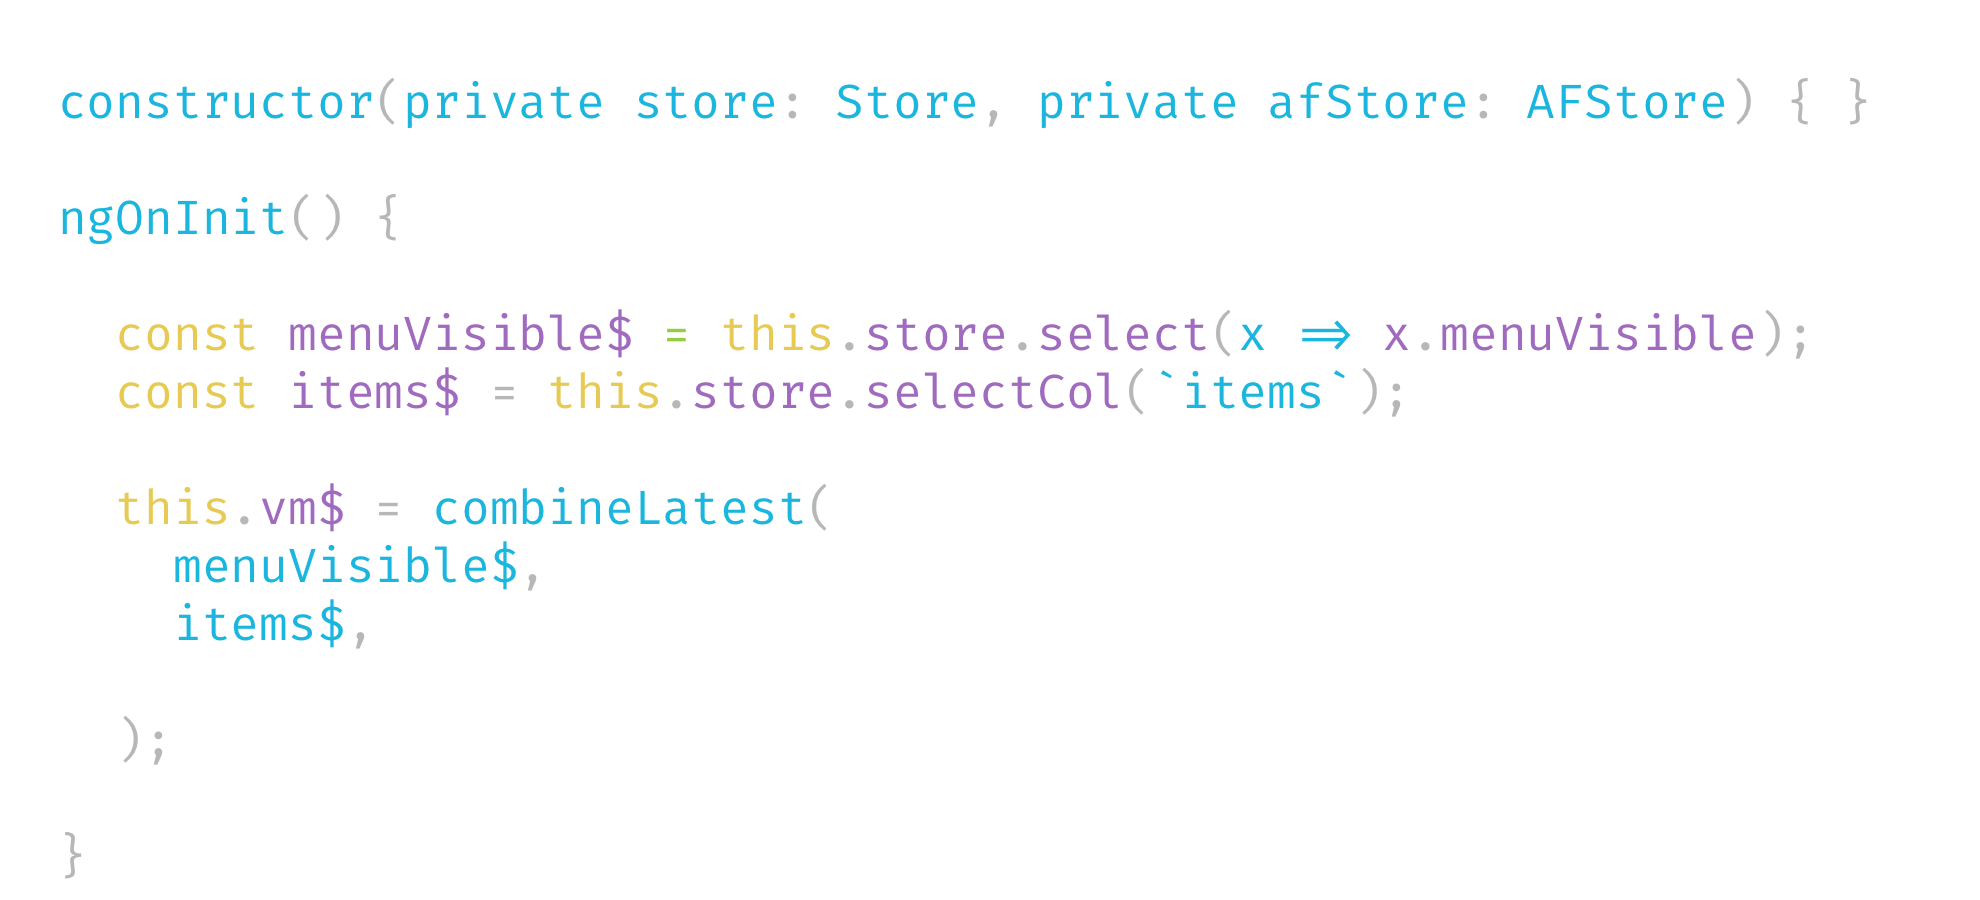 constructor(private store: Store, private afStore: AFStore) { }
ngOnInit() {
const menuVisible$ = this.store.select(x => x.menuVisible);
const items$ = this.store.selectCol(`items`);
this.vm$ = combineLatest(
menuVisible$,
items$,
);
}